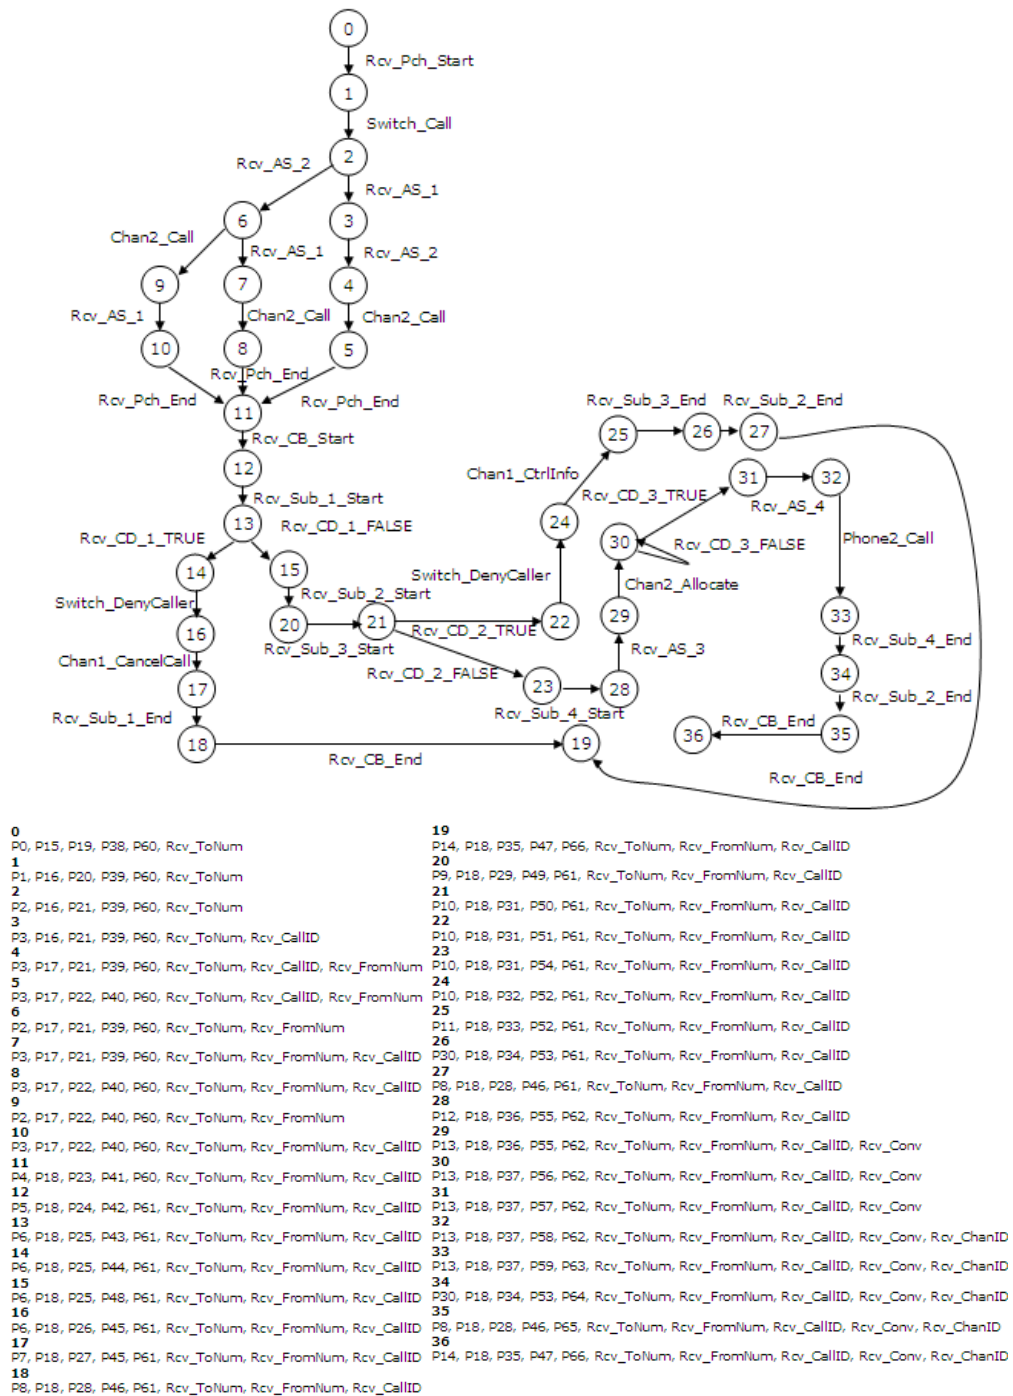 0
Rcv_Pch_Start
1
Switch_Call
2
Rcv_AS_2
Rcv_AS_1
6
3
Chan2_Call
Rcv_AS_1
Rcv_AS_2
9
7
4
Rcv_AS_1
Chan2_Call
Chan2_Call
10
8
5
Rcv_Pch_End
Rcv_Pch_End
Rcv_Pch_End
11
Rcv_CB_Start
12
Rcv_Sub_1_Start
13
Rcv_CD_1_TRUE
Rcv_CD_1_FALSE
14
15
Switch_DenyCaller
Rcv_Sub_2_Start
16
20
21
Rcv_Sub_3_Start
Chan1_CancelCall
17
Rcv_Sub_1_End
18
Rcv_CB_End
19
Rcv_CD_2_TRUE
22
Rcv_CD_2_FALSE
23
Rcv_Sub_4_Start
28
Rcv_AS_3
29
Chan2_Allocate
30
Switch_DenyCaller
24
Chan1_CtrlInfo
25
Rcv_Sub_3_End
26
Rcv_Sub_2_End
27
Rcv_CD_3_TRUE
Rcv_CD_3_FALSE
31
Rcv_AS_4
32
Phone2_Call
33
Rcv_Sub_4_End
34
Rcv_Sub_2_End
35
Rcv_CB_End
36
Rcv_CB_End
0
P0, P15, P19, P38, P60, Rcv_ToNum
1
P1, P16, P20, P39, P60, Rcv_ToNum
2
P2, P16, P21, P39, P60, Rcv_ToNum
3
P3, P16, P21, P39, P60, Rcv_ToNum, Rcv_CallID
4
P3, P17, P21, P39, P60, Rcv_ToNum, Rcv_CallID, Rcv_FromNum
5
P3, P17, P22, P40, P60, Rcv_ToNum, Rcv_CallID, Rcv_FromNum
6
P2, P17, P21, P39, P60, Rcv_ToNum, Rcv_FromNum
7
P3, P17, P21, P39, P60, Rcv_ToNum, Rcv_FromNum, Rcv_CallID
8
P3, P17, P22, P40, P60, Rcv_ToNum, Rcv_FromNum, Rcv_CallID
9
P2, P17, P22, P40, P60, Rcv_ToNum, Rcv_FromNum
10
P3, P17, P22, P40, P60, Rcv_ToNum, Rcv_FromNum, Rcv_CallID
11
P4, P18, P23, P41, P60, Rcv_ToNum, Rcv_FromNum, Rcv_CallID
12
P5, P18, P24, P42, P61, Rcv_ToNum, Rcv_FromNum, Rcv_CallID
13
P6, P18, P25, P43, P61, Rcv_ToNum, Rcv_FromNum, Rcv_CallID
14
P6, P18, P25, P44, P61, Rcv_ToNum, Rcv_FromNum, Rcv_CallID
15
P6, P18, P25, P48, P61, Rcv_ToNum, Rcv_FromNum, Rcv_CallID
16
P6, P18, P26, P45, P61, Rcv_ToNum, Rcv_FromNum, Rcv_CallID
17
P7, P18, P27, P45, P61, Rcv_ToNum, Rcv_FromNum, Rcv_CallID
18
P8, P18, P28, P46, P61, Rcv_ToNum, Rcv_FromNum, Rcv_CallID
19
P14, P18, P35, P47, P66, Rcv_ToNum, Rcv_FromNum, Rcv_CallID
20
P9, P18, P29, P49, P61, Rcv_ToNum, Rcv_FromNum, Rcv_CallID
21
P10, P18, P31, P50, P61, Rcv_ToNum, Rcv_FromNum, Rcv_CallID
22
P10, P18, P31, P51, P61, Rcv_ToNum, Rcv_FromNum, Rcv_CallID
23
P10, P18, P31, P54, P61, Rcv_ToNum, Rcv_FromNum, Rcv_CallID
24
P10, P18, P32, P52, P61, Rcv_ToNum, Rcv_FromNum, Rcv_CallID
25
P11, P18, P33, P52, P61, Rcv_ToNum, Rcv_FromNum, Rcv_CallID
26
P30, P18, P34, P53, P61, Rcv_ToNum, Rcv_FromNum, Rcv_CallID
27
P8, P18, P28, P46, P61, Rcv_ToNum, Rcv_FromNum, Rcv_CallID
28
P12, P18, P36, P55, P62, Rcv_ToNum, Rcv_FromNum, Rcv_CallID
29
P13, P18, P36, P55, P62, Rcv_ToNum, Rcv_FromNum, Rcv_CallID, Rcv_Conv
30
P13, P18, P37, P56, P62, Rcv_ToNum, Rcv_FromNum, Rcv_CallID, Rcv_Conv
31
P13, P18, P37, P57, P62, Rcv_ToNum, Rcv_FromNum, Rcv_CallID, Rcv_Conv
32
P13, P18, P37, P58, P62, Rcv_ToNum, Rcv_FromNum, Rcv_CallID, Rcv_Conv, Rcv_ChanID
33
P13, P18, P37, P59, P63, Rcv_ToNum, Rcv_FromNum, Rcv_CallID, Rcv_Conv, Rcv_ChanID
34
P30, P18, P34, P53, P64, Rcv_ToNum, Rcv_FromNum, Rcv_CallID, Rcv_Conv, Rcv_ChanID
35
P8, P18, P28, P46, P65, Rcv_ToNum, Rcv_FromNum, Rcv_CallID, Rcv_Conv, Rcv_ChanID
36
P14, P18, P35, P47, P66, Rcv_ToNum, Rcv_FromNum, Rcv_CallID, Rcv_Conv, Rcv_ChanID